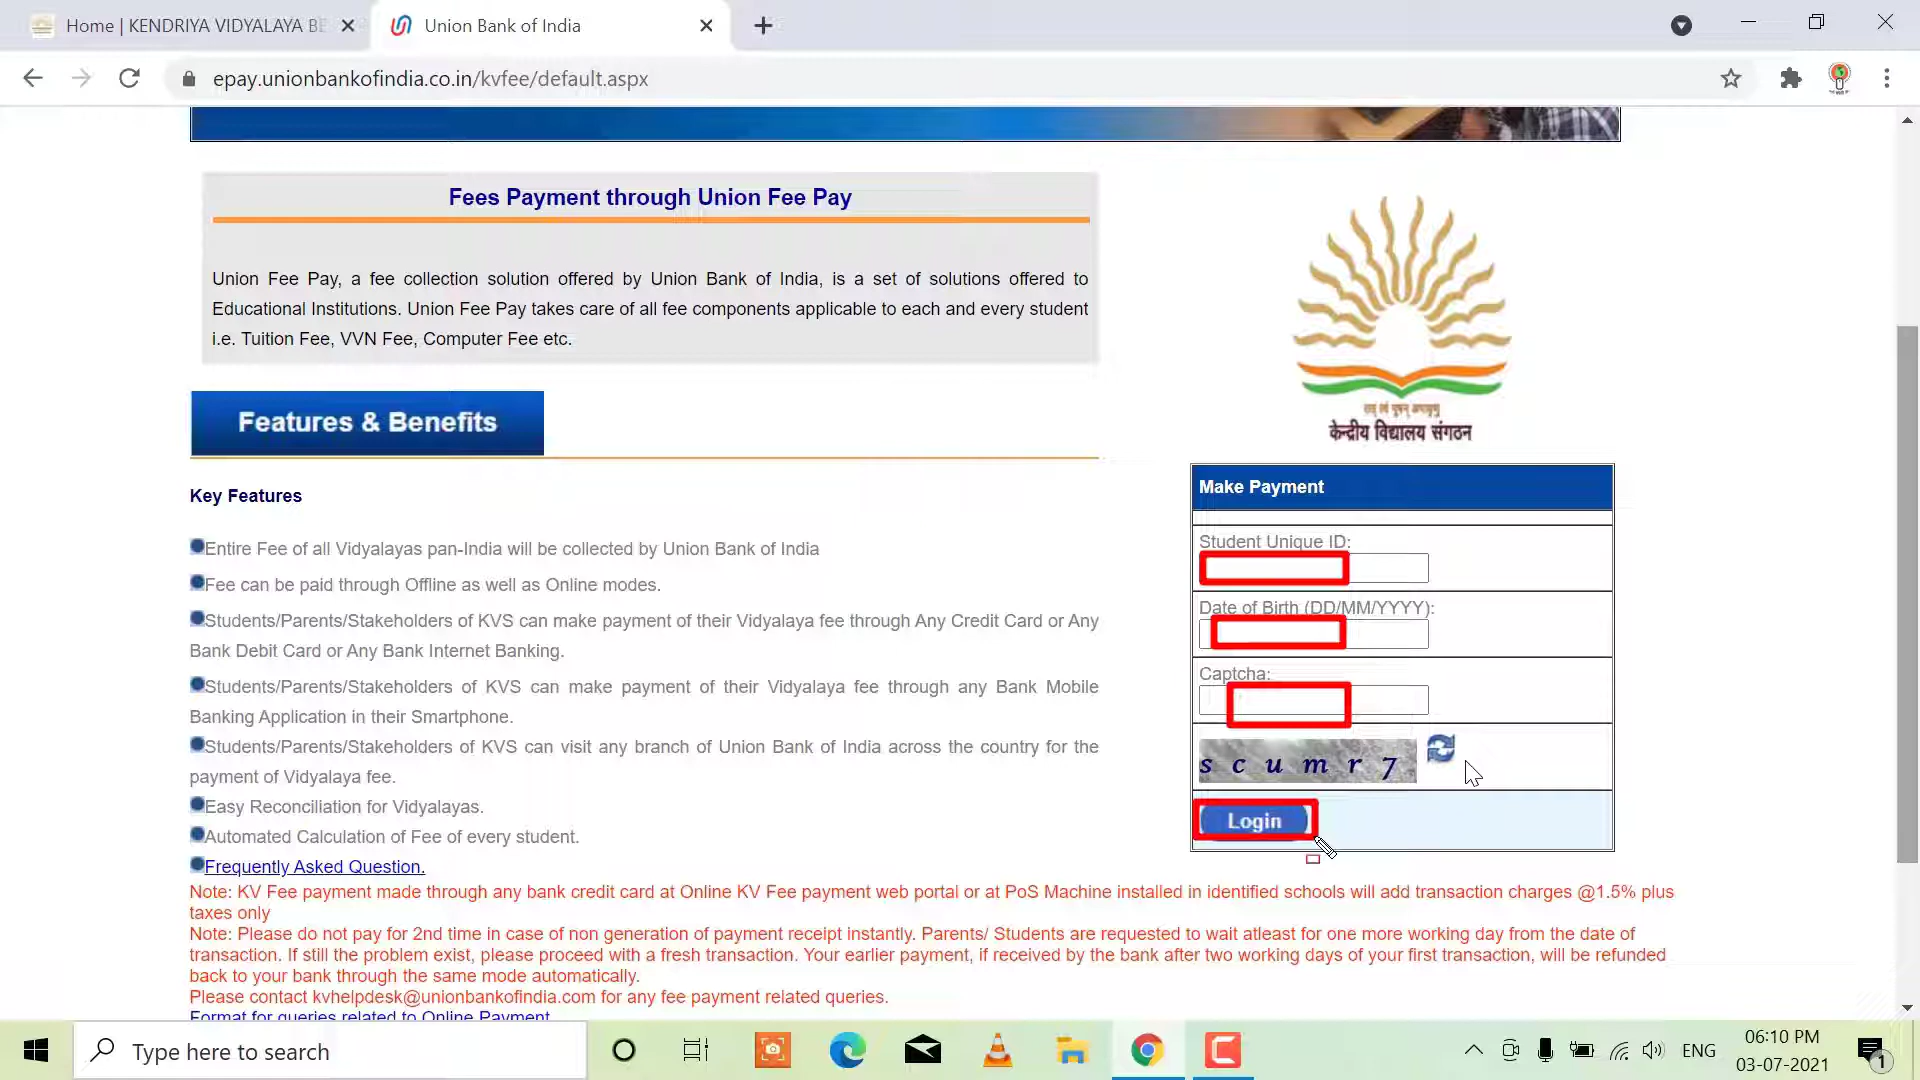 Home | KENDRIYA VIDYALAYA BE
Union Bank of India
epay.unionbankofindia.co.in/kvfee/default.aspx
Fees Payment through Union Fee Pay
Union Fee Pay, a fee collection solution offered by Union Bank of India, is a set of solutions offered to
Educational Institutions. Union Fee Pay takes care of all fee components applicable to each and every student
i.e. Tuition Fee, VVN Fee, Computer Fee etc.
केन्द्रीय विद्यालय संगठन
Features & Benefits
Key Features
Entire Fee of all Vidyalayas pan-India will be collected by Union Bank of India
Fee can be paid through Offline as well as Online modes.
Students/Parents/Stakeholders of KVS can make payment of their Vidyalaya fee through Any Credit Card or Any
Bank Debit Card or Any Bank Internet Banking.
Students/Parents/Stakeholders of KVS can make payment of their Vidyalaya fee through any Bank Mobile
Banking Application in their Smartphone.
Students/Parents/Stakeholders of KVS can visit any branch of Union Bank of India across the country for the
payment of Vidyalaya fee.
Easy Reconciliation for Vidyalayas.
Automated Calculation of Fee of every student.
Frequently Asked Question.
Make Payment
Student Unique ID:
Date of Birth (DD/MM/YYYY):
Captcha:
s c u m r 7
Login
Note: KV Fee payment made through any bank credit card at Online KV Fee payment web portal or at PoS Machine installed in identified schools will add transaction charges @1.5% plus
taxes only
Note: Please do not pay for 2nd time in case of non generation of payment receipt instantly. Parents/ Students are requested to wait atleast for one more working day from the date of
transaction. If still the problem exist, please proceed with a fresh transaction. Your earlier payment, if received by the bank after two working days of your first transaction, will be refunded
back to your bank through the same mode automatically.
Please contact kvhelpdesk@unionbankofindia.com for any fee payment related queries.
Format for queries related to Online Payment
Type here to search
ENG
06:10 PM
03-07-2021
1